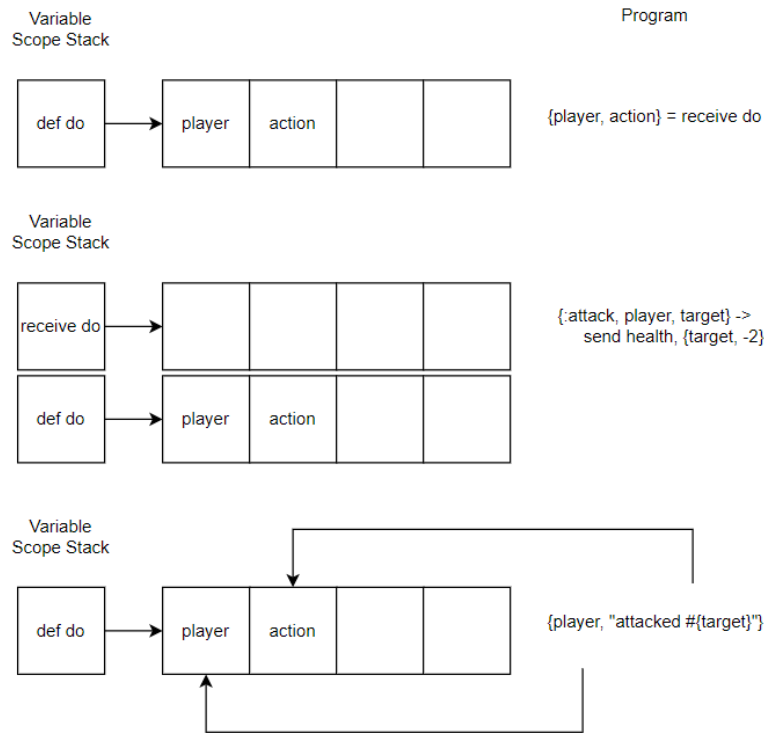 Variable
Scope Stack
Program
def do
player
action
{player, action} = receive do
Variable
Scope Stack
receive do
{:attack, player, target} ->
send health, {target, -2}
def do
player
action
Variable
Scope Stack
def do
player
action
{player, "attacked #{target}"}